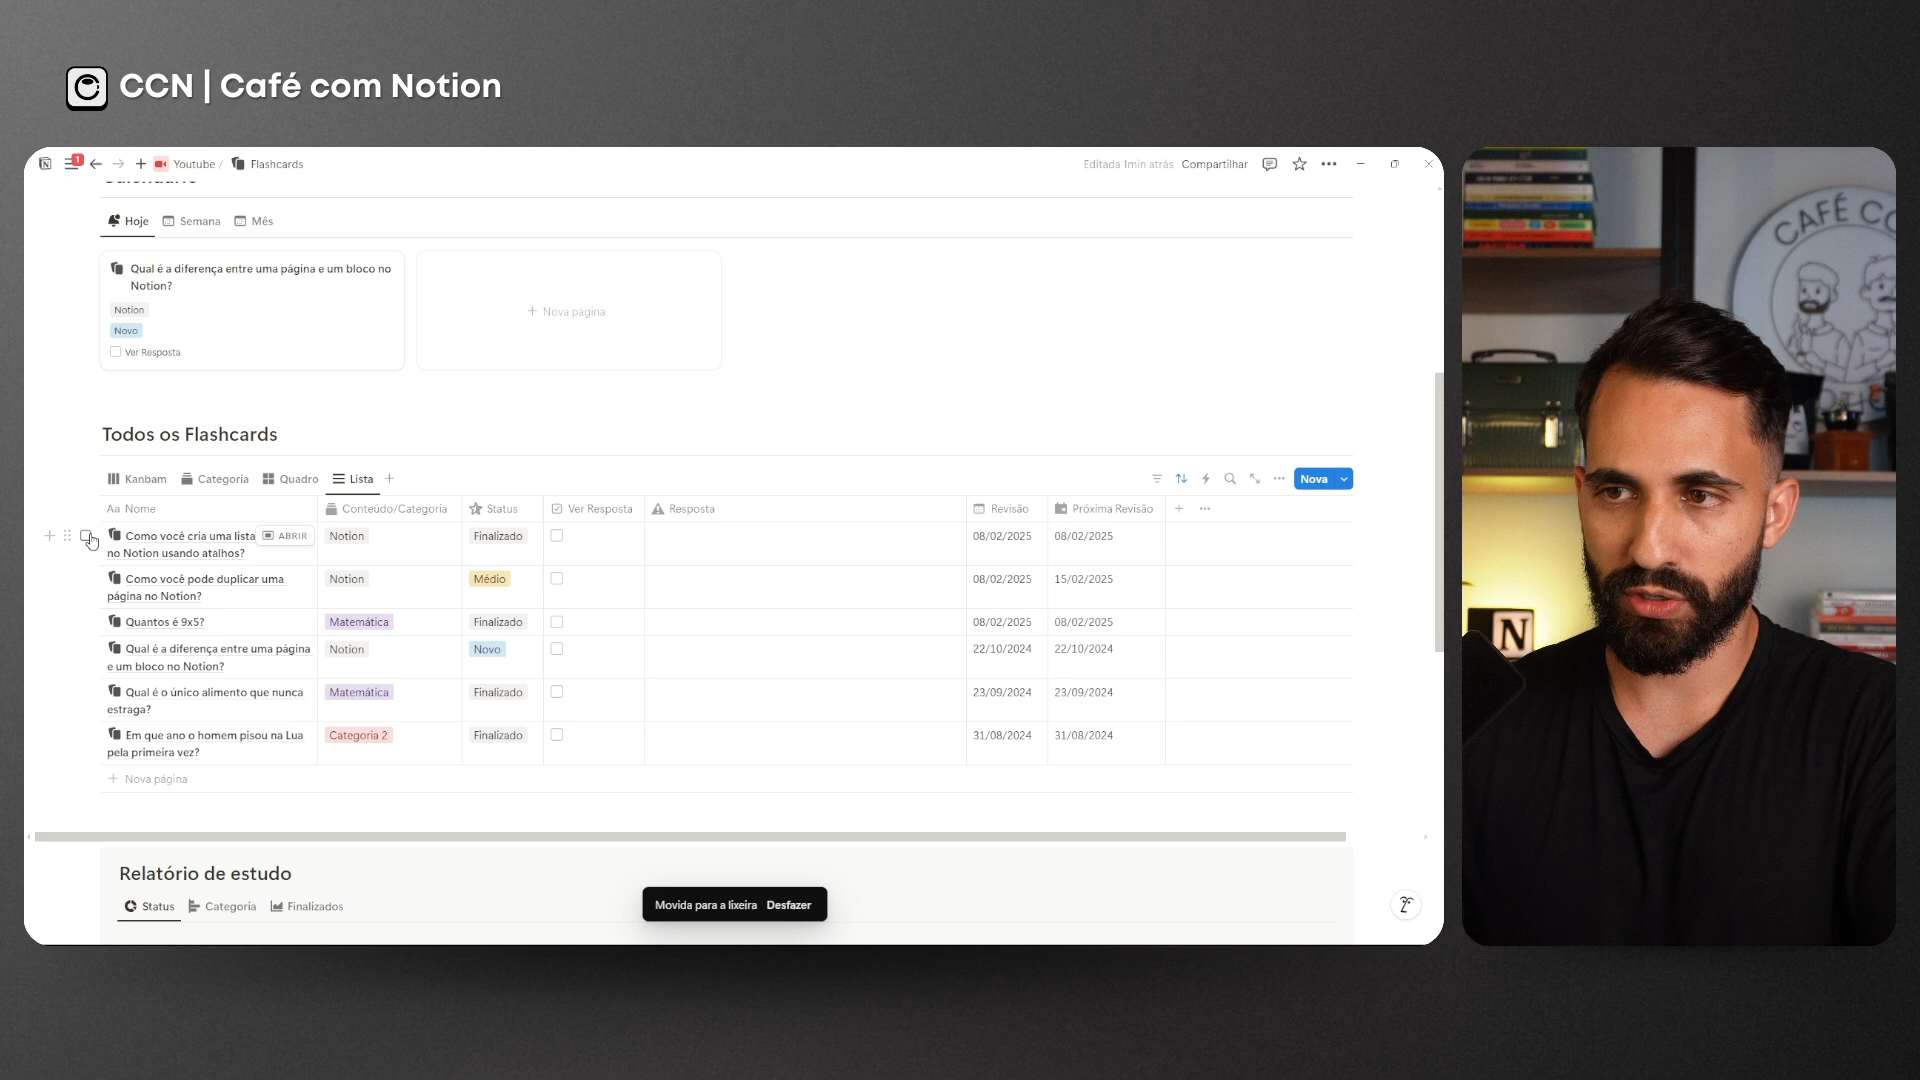 CCN | Café com Notion
1
Youtube / Flashcards
Editada 1min atrás Compartilhar
Calendário
Hoje Semana Mês
Qual é a diferença entre uma página e um bloco no
Notion?
Notion
Novo
Ver Resposta
+ Nova página
CAFÉ CO
Todos os Flashcards
Kanbam Categoria Quadro Lista +
Nova
Aa Nome Conteúdo/Categoria Status Ver Resposta Resposta Revisão Próxima Revisão +
Como você cria uma lista ABRIR Notion Finalizado 08/02/2025 08/02/2025
no Notion usando atalhos?
Como você pode duplicar uma Notion Médio 08/02/2025 15/02/2025
página no Notion?
Quantos é 9x5? Matemática Finalizado 08/02/2025 08/02/2025
Qual é a diferença entre uma página Notion Novo 22/10/2024 22/10/2024
e um bloco no Notion?
Qual é o único alimento que nunca Matemática Finalizado 23/09/2024 23/09/2024
estraga?
Em que ano o homem pisou na Lua Categoria 2 Finalizado 31/08/2024 31/08/2024
pela primeira vez?
+ Nova página
N
Relatório de estudo
Status Categoria Finalizados
Movida para a lixeira Desfazer